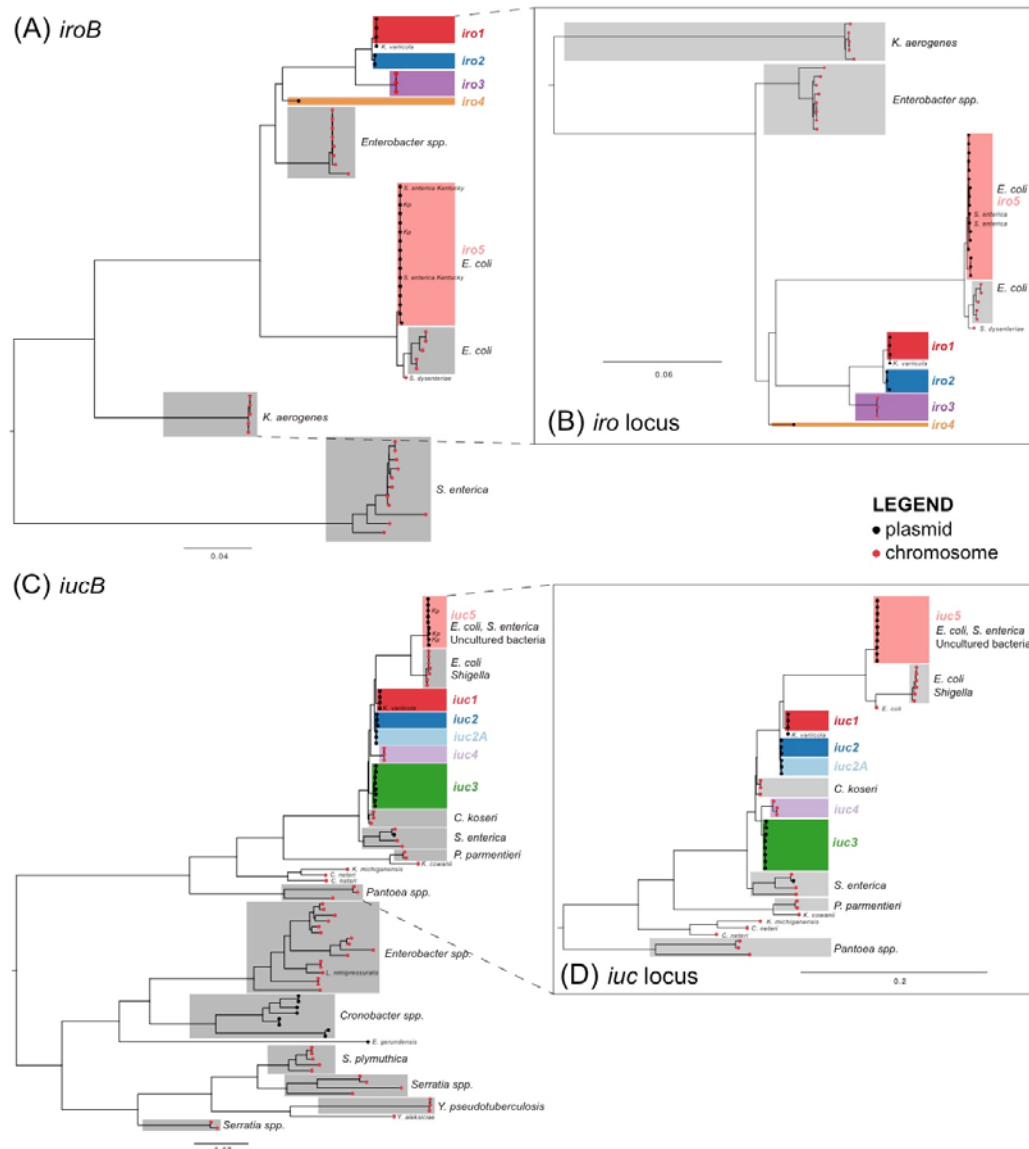 (A) iroB
iro1
K. variicola
iro2
iro3
iro4
Enterobacter spp.
S. enterica Kentucky
Kp
Kp
iro5
E. coli
S. enterica Kentucky
E. coli
S. dysenteriae
K. aerogenes
S. enterica
0.04
K. aerogenes
Enterobacter spp.
E. coli
iro5
S. enterica
S. enterica
E. coli
S. dysenteriae
iro1
K. variicola
iro2
iro3
iro4
0.06
(B) iro locus
LEGEND
plasmid
chromosome
(C) iucB
iuc5
Kp
E. coli, S. enterica
Kp
Uncultured bacteria
Kp
E. coli
Shigella
iuc1
K. variicola
iuc2
iuc2A
iuc4
iuc3
C. koseri
S. enterica
P. parmentieri
K. cowanii
K. michiganensis
C. neteri
C. neteri
Pantoea spp.
Enterobacter spp.
L. nimipressuralis
Cronobacter spp.
E. gerundensis
S. plymuthica
Serratia spp.
Y. pseudotuberculosis
Y. aleksiciae
Serratia spp.
iuc5
E. coli, S. enterica
Uncultured bacteria
E. coli
Shigella
E. coli
iuc1
K. variicola
iuc2
iuc2A
C. koseri
iuc4
iuc3
S. enterica
P. parmentieri
K. cowanii
K. michiganensis
C. neteri
C. neteri
Pantoea spp.
(D) iuc locus
0.2